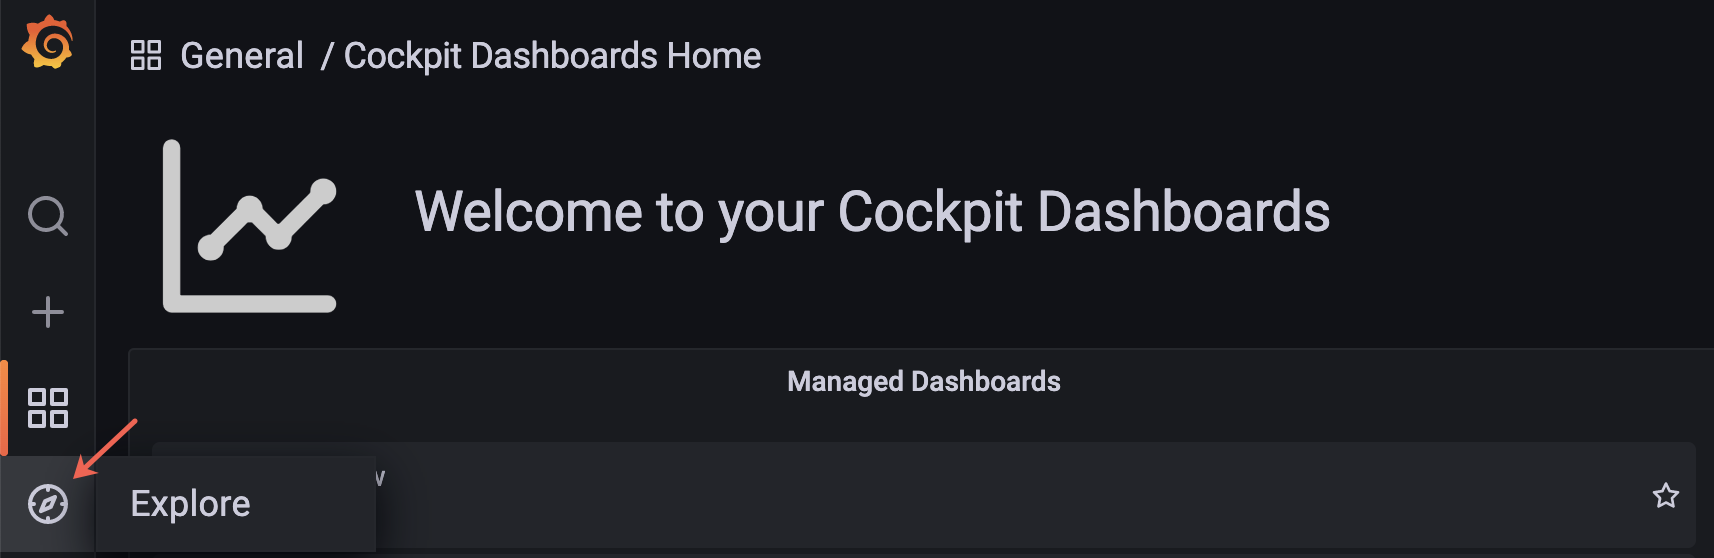 General / Cockpit Dashboards Home
Welcome to your Cockpit Dashboards
Managed Dashboards
Explore